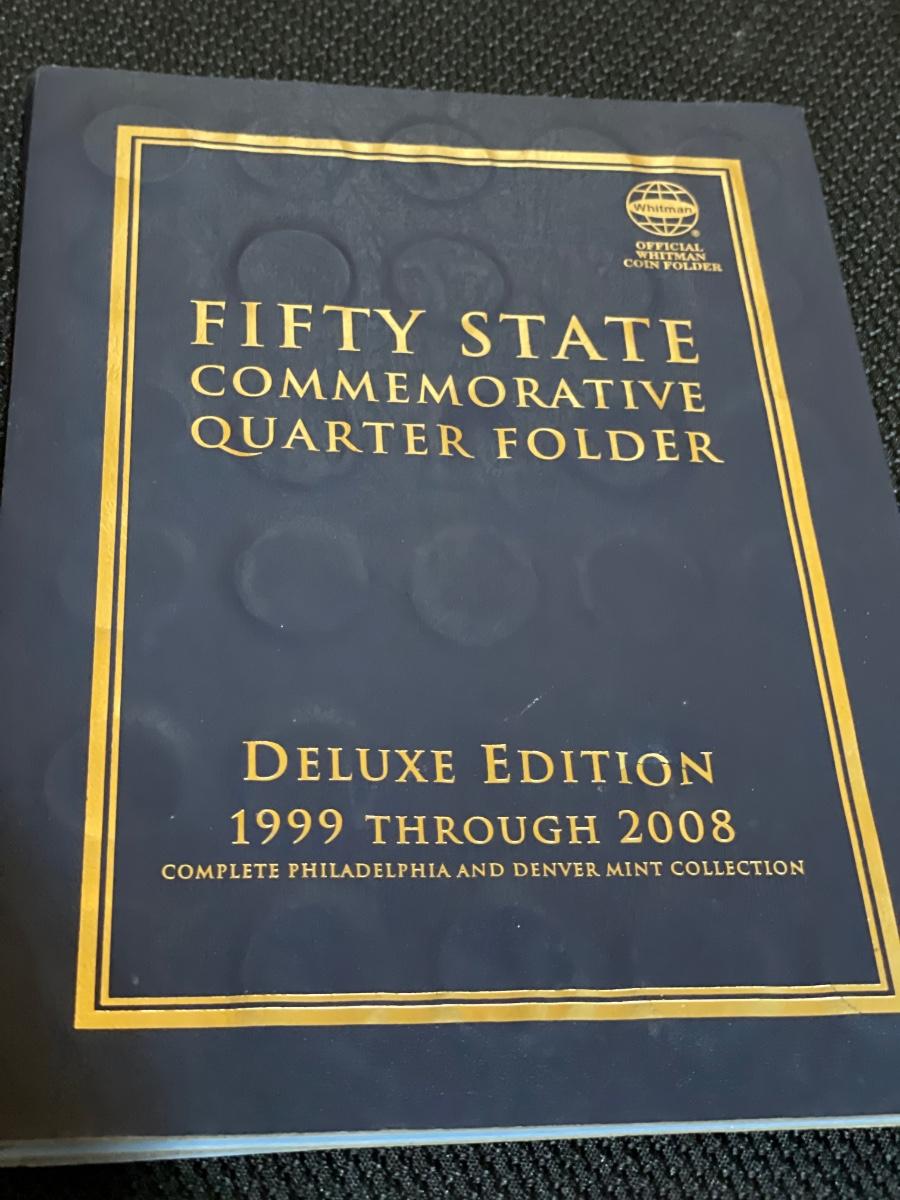 Whitman®
OFFICIAL
WHITMAN
COIN FOLDER
FIFTY STATE
COMMEMORATIVE
QUARTER FOLDER
DELUXE EDITION
1999 THROUGH 2008
COMPLETE PHILADELPHIA AND DENVER MINT COLLECTION